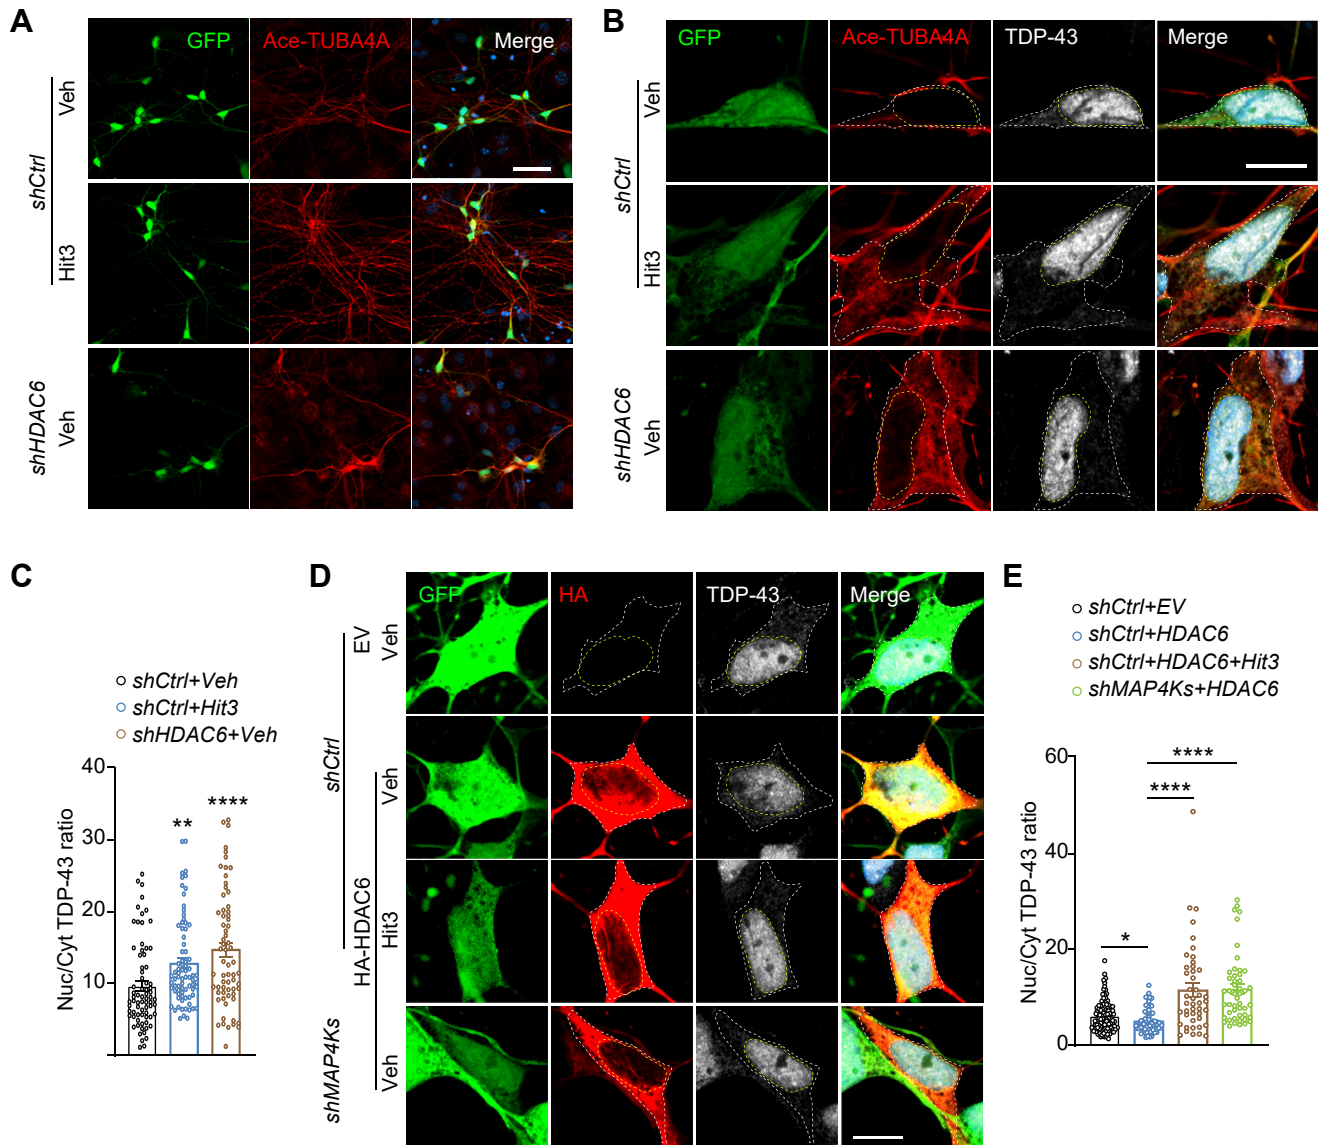 A
GFP
Ace-TUBA4A
Merge
shCtrl
Veh
Hit3
shHDAC6
Veh
B
GFP
Ace-TUBA4A
TDP-43
Merge
shCtrl
Veh
Hit3
shHDAC6
Veh
C
shCtrl+Veh
shCtrl+Hit3
shHDAC6+Veh
Nuc/Cyt TDP-43 ratio
40
30
20
10
**
****
D
GFP
HA
TDP-43
Merge
shCtrl
EV
Veh
HA-HDAC6
Veh
Hit3
shMAP4Ks
Veh
E
shCtrl+EV
shCtrl+HDAC6
shCtrl+HDAC6+Hit3
shMAP4Ks+HDAC6
Nuc/Cyt TDP-43 ratio
60
40
20
0
*
****
****